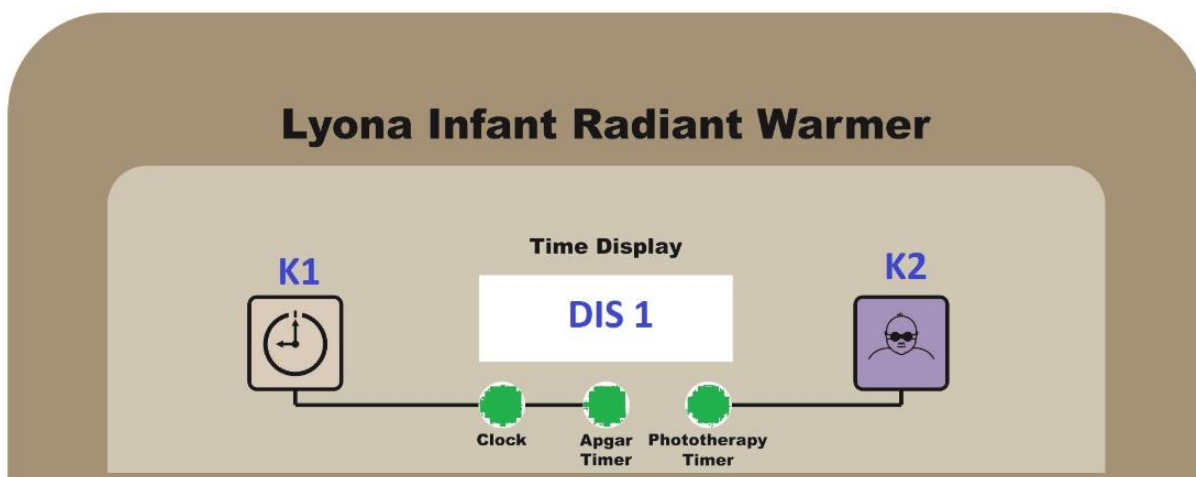 Lyona Infant Radiant Warmer
Time Display
K1
K2
DIS 1
Clock
Apgar
Timer
Phototherapy
Timer